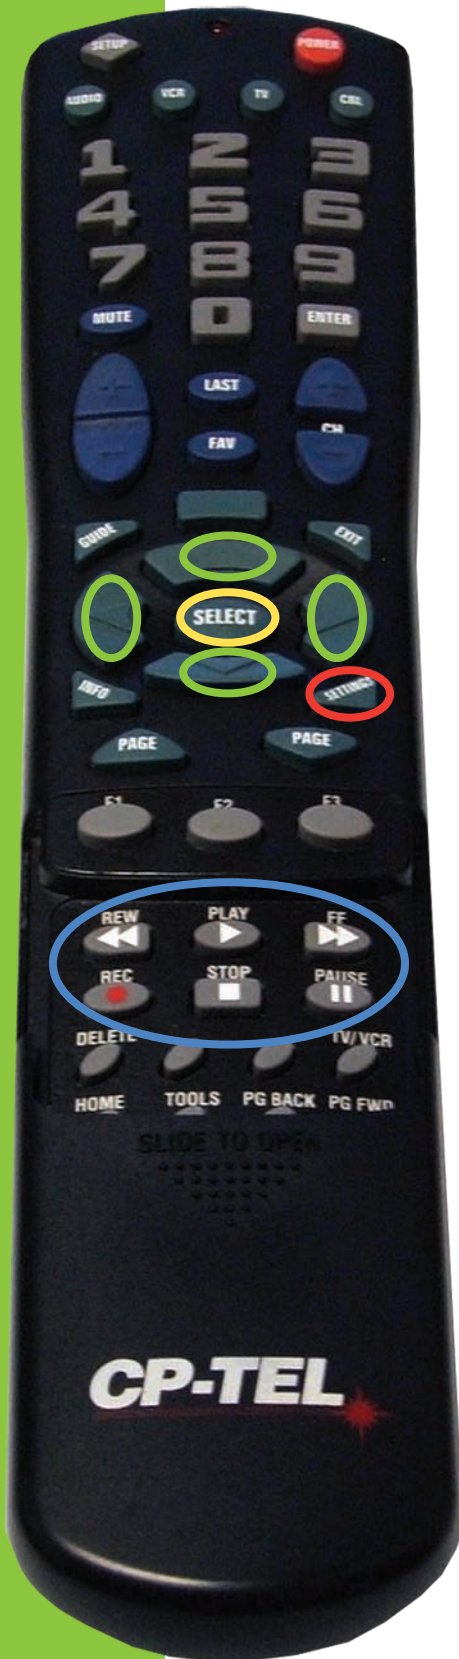 SETUP POWER
AUDIO VCR TV CBL
1 2 3
4 5 6
7 8 9
MUTE 0 ENTER
+ LAST +
- FAV CH -
GUIDE EXIT
SELECT
INFO SETTINGS
PAGE PAGE
F1 F2 F3
REW PLAY FF
REC STOP PAUSE
DELETE TV/VCR
HOME TOOLS PG BACK PG FWD
SLIDE TO OPEN
CP-TEL